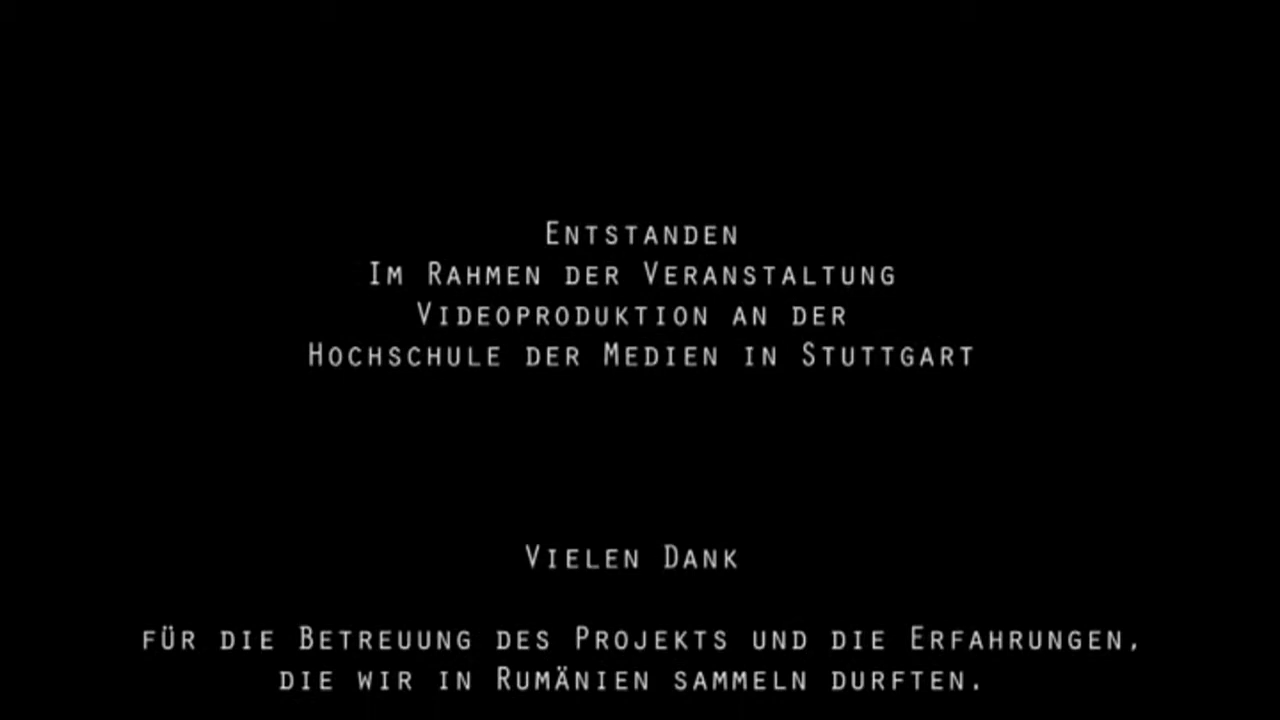 Entstanden
Im Rahmen der Veranstaltung
Videoproduktion an der
Hochschule der Medien in Stuttgart
Vielen Dank
für die Betreuung des Projekts und die Erfahrungen,
die wir in Rumänien sammeln durften.